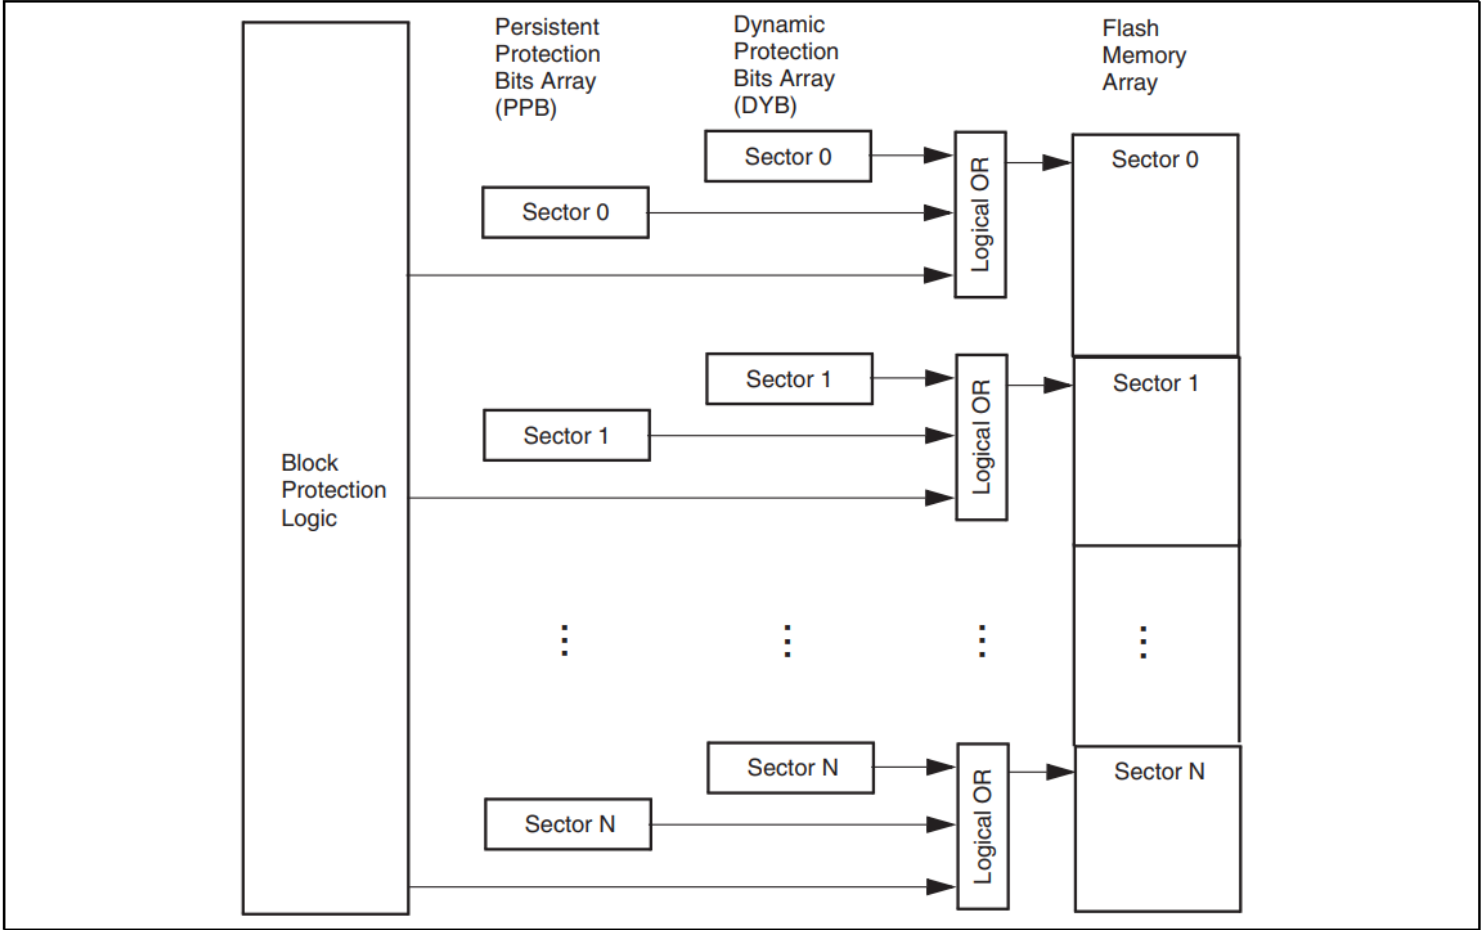 Persistent
Protection
Bits Array
(PPB)
Dynamic
Protection
Bits Array
(DYB)
Flash
Memory
Array
Sector 0
Sector 0
Logical OR
Sector 0
Sector 1
Sector 1
Logical OR
Sector 1
Block
Protection
Logic
Sector N
Sector N
Logical OR
Sector N